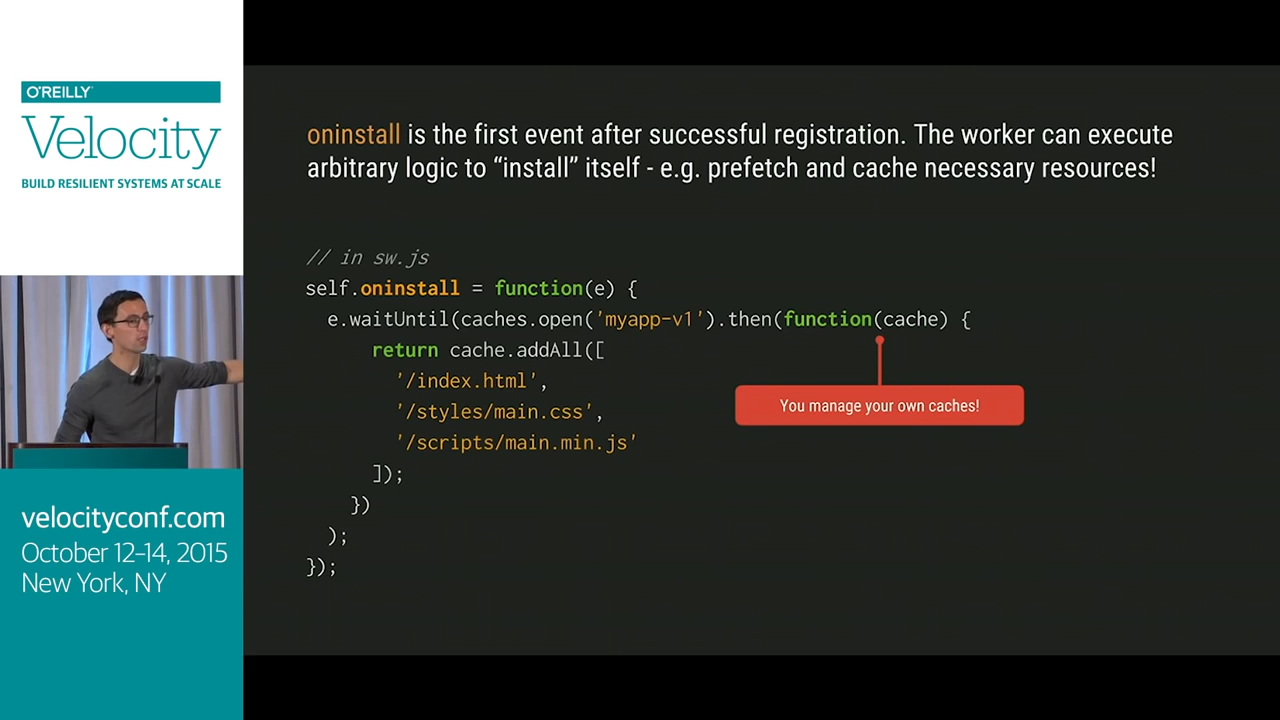 O'REILLY
Velocity
BUILD RESILIENT SYSTEMS AT SCALE
velocityconf.com
October 12–14, 2015
New York, NY
oninstall is the first event after successful registration. The worker can execute
arbitrary logic to “install” itself - e.g. prefetch and cache necessary resources!
// in sw.js
self.oninstall = function(e) {
e.waitUntil(caches.open('myapp-v1').then(function(cache) {
return cache.addAll([
'/index.html',
'/styles/main.css',
'/scripts/main.min.js'
]);
})
);
});
You manage your own caches!